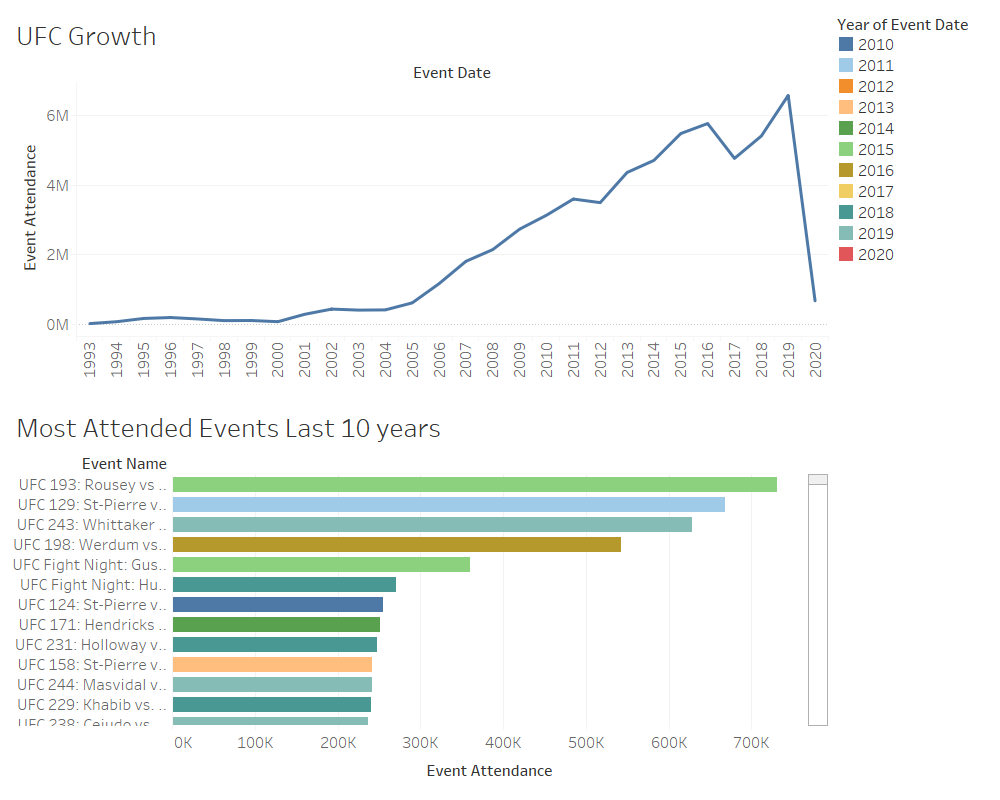 UFC Growth
Year of Event Date
2010
2011
2012
2013
2014
2015
2016
2017
2018
2019
2020
Event Date
Event Attendance
6M
4M
2M
0M
1993 1994 1995 1996 1997 1998 1999 2000 2001 2002 2003 2004 2005 2006 2007 2008 2009 2010 2011 2012 2013 2014 2015 2016 2017 2018 2019 2020
Most Attended Events Last 10 years
Event Name
UFC 193: Rousey vs ..
UFC 129: St-Pierre v..
UFC 243: Whittaker ..
UFC 198: Werdum vs..
UFC Fight Night: Gus..
UFC Fight Night: Hu..
UFC 124: St-Pierre v..
UFC 171: Hendricks ..
UFC 231: Holloway v..
UFC 158: St-Pierre v..
UFC 244: Masvidal v..
UFC 229: Khabib vs. ..
UFC 238: Cejudo vs..
0K 100K 200K 300K 400K 500K 600K 700K
Event Attendance